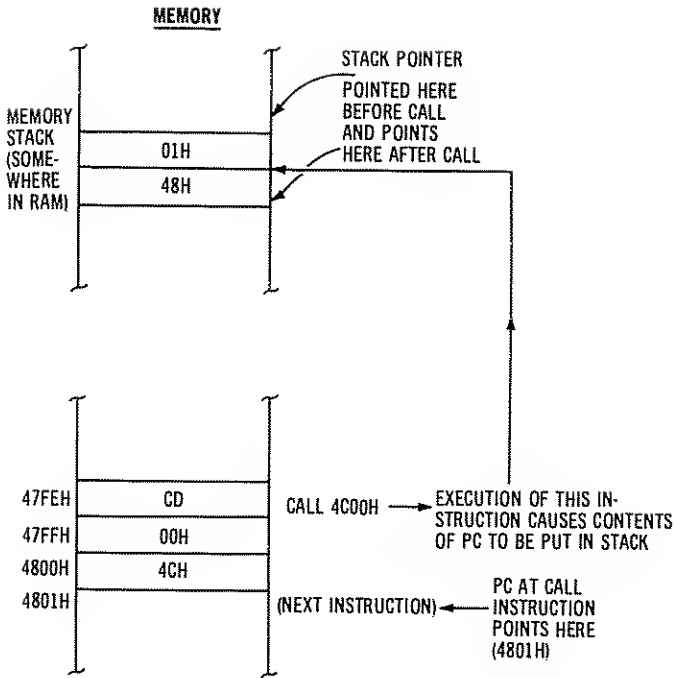 MEMORY
STACK POINTER
POINTED HERE
BEFORE CALL
AND POINTS
HERE AFTER CALL
MEMORY
STACK
(SOME-
WHERE
IN RAM)
01H
48H
47FEH
CD
CALL 4C00H
EXECUTION OF THIS IN-
STRUCTION CAUSES CONTENTS
OF PC TO BE PUT IN STACK
47FFH
00H
4800H
4CH
4801H
(NEXT INSTRUCTION)
PC AT CALL
INSTRUCTION
POINTS HERE
(4801H)